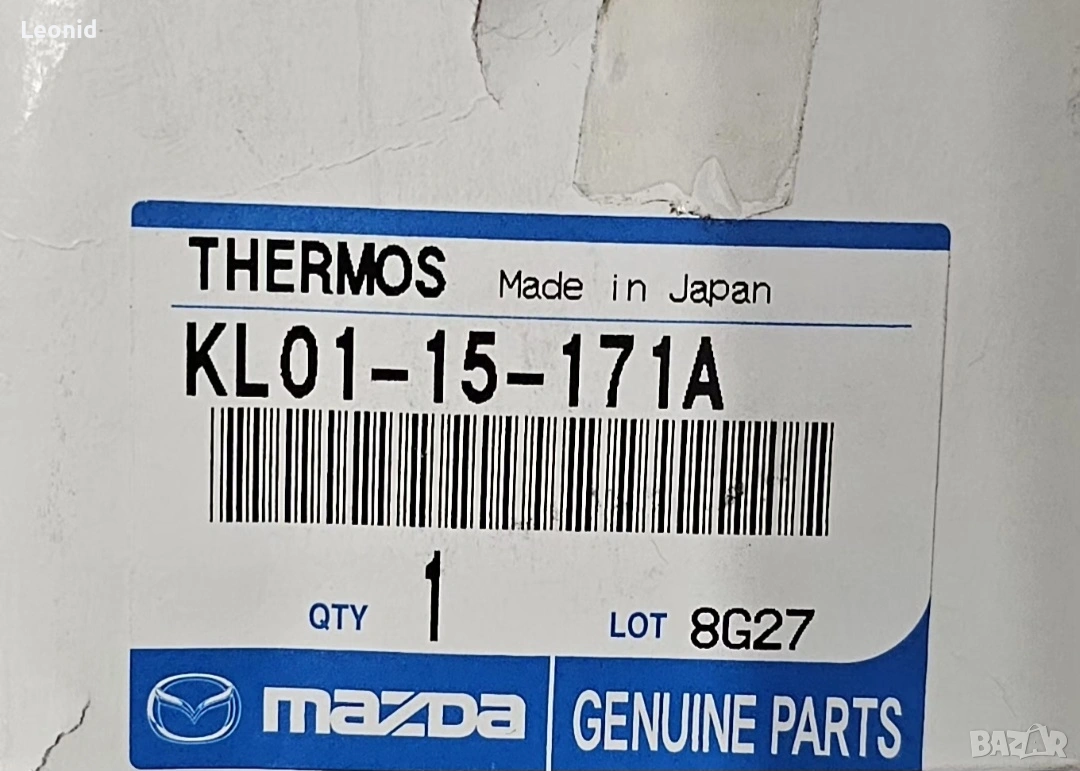 Leonid
THERMOS Made in Japan
KL01-15-171A
QTY 1 LOT 8G27
mazda GENUINE PARTS
BAZAR